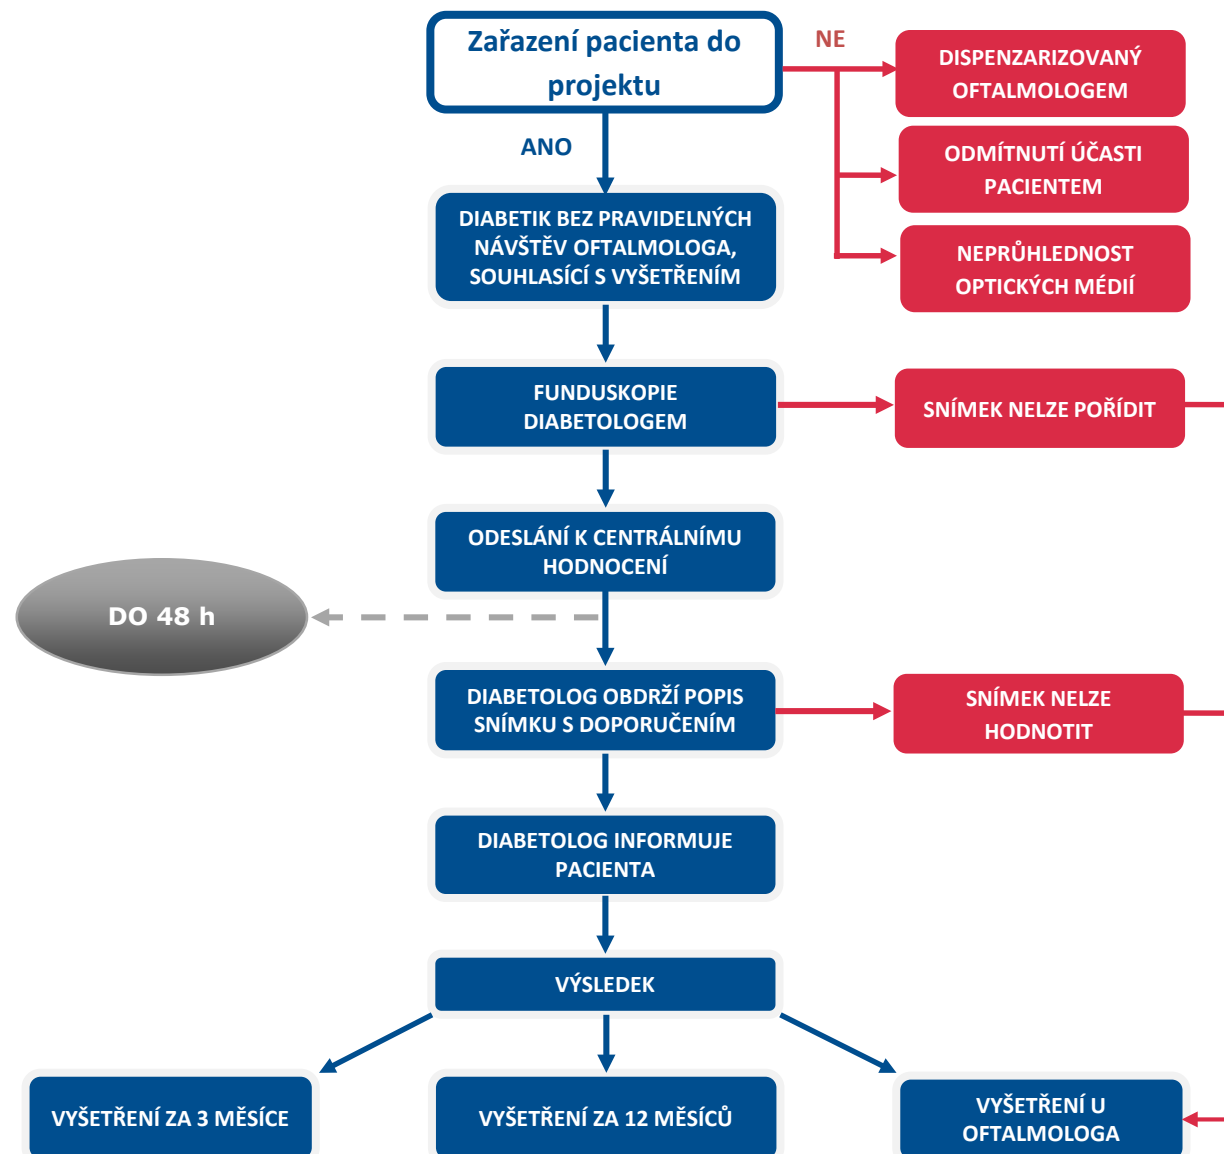 Zařazení pacienta do
projektu
NE
DISPENZARIZOVANÝ
OFTALMOLOGEM
ANO
ODMÍTNUTÍ ÚČASTI
PACIENTEM
DIABETIK BEZ PRAVIDELNÝCH
NÁVŠTĚV OFTALMOLOGA,
SOUHLASÍCÍ S VYŠETŘENÍM
NEPRŮHLEDNOST
OPTICKÝCH MÉDIÍ
FUNDUSKOPIE
DIABETOLOGEM
SNÍMEK NELZE POŘÍDIT
ODESLÁNÍ K CENTRÁLNÍMU
HODNOCENÍ
DO 48 h
DIABETOLOG OBDRŽÍ POPIS
SNÍMKU S DOPORUČENÍM
SNÍMEK NELZE
HODNOTIT
DIABETOLOG INFORMUJE
PACIENTA
VÝSLEDEK
VYŠETŘENÍ ZA 3 MĚSÍCE
VYŠETŘENÍ ZA 12 MĚSÍCŮ
VYŠETŘENÍ U
OFTALMOLOGA